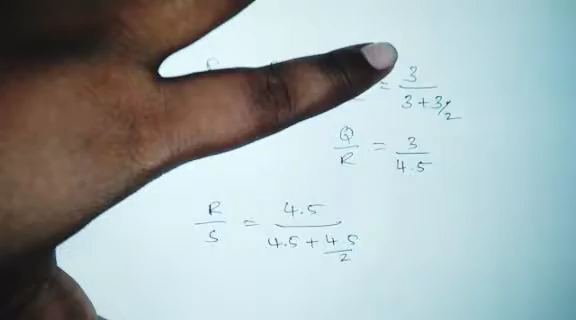 = 3 / 3 + 3/2
Q / R = 3 / 4.5
R / S = 4.5 / 4.5 + 4.5/2